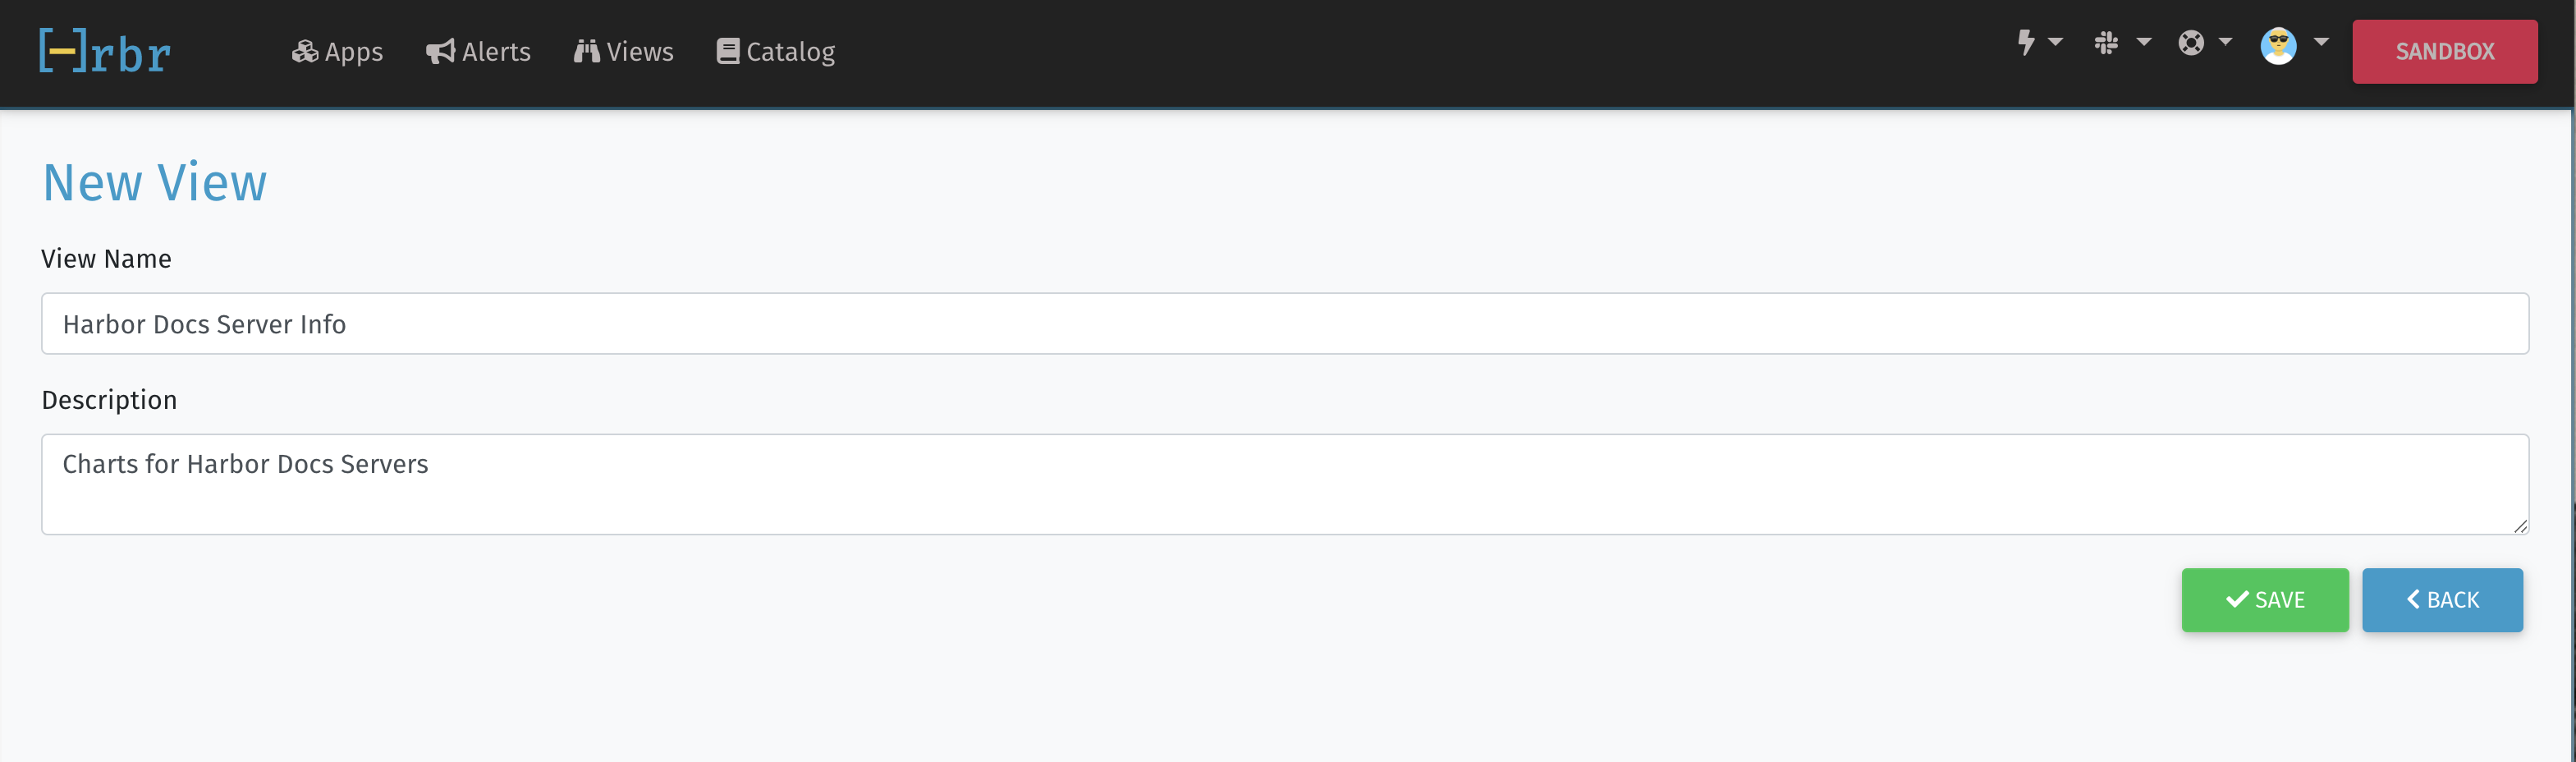 [-]rbr
Apps
Alerts
Views
Catalog
SANDBOX
New View
View Name
Harbor Docs Server Info
Description
Charts for Harbor Docs Servers
SAVE
BACK